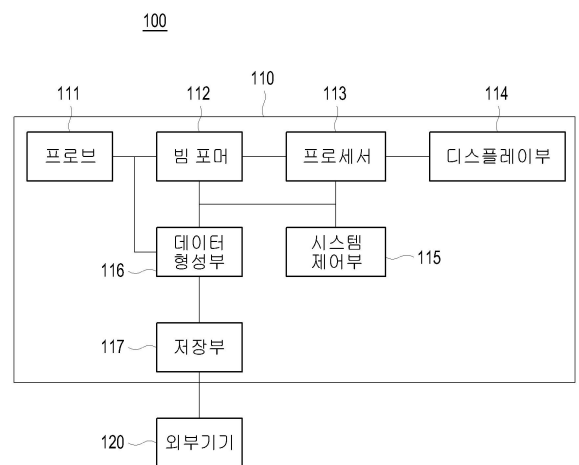 100
110
111
112
113
114
프로브
빔 포머
프로세서
디스플레이부
데이터
형성부
시스템
제어부
116
115
117
저장부
120
외부기기